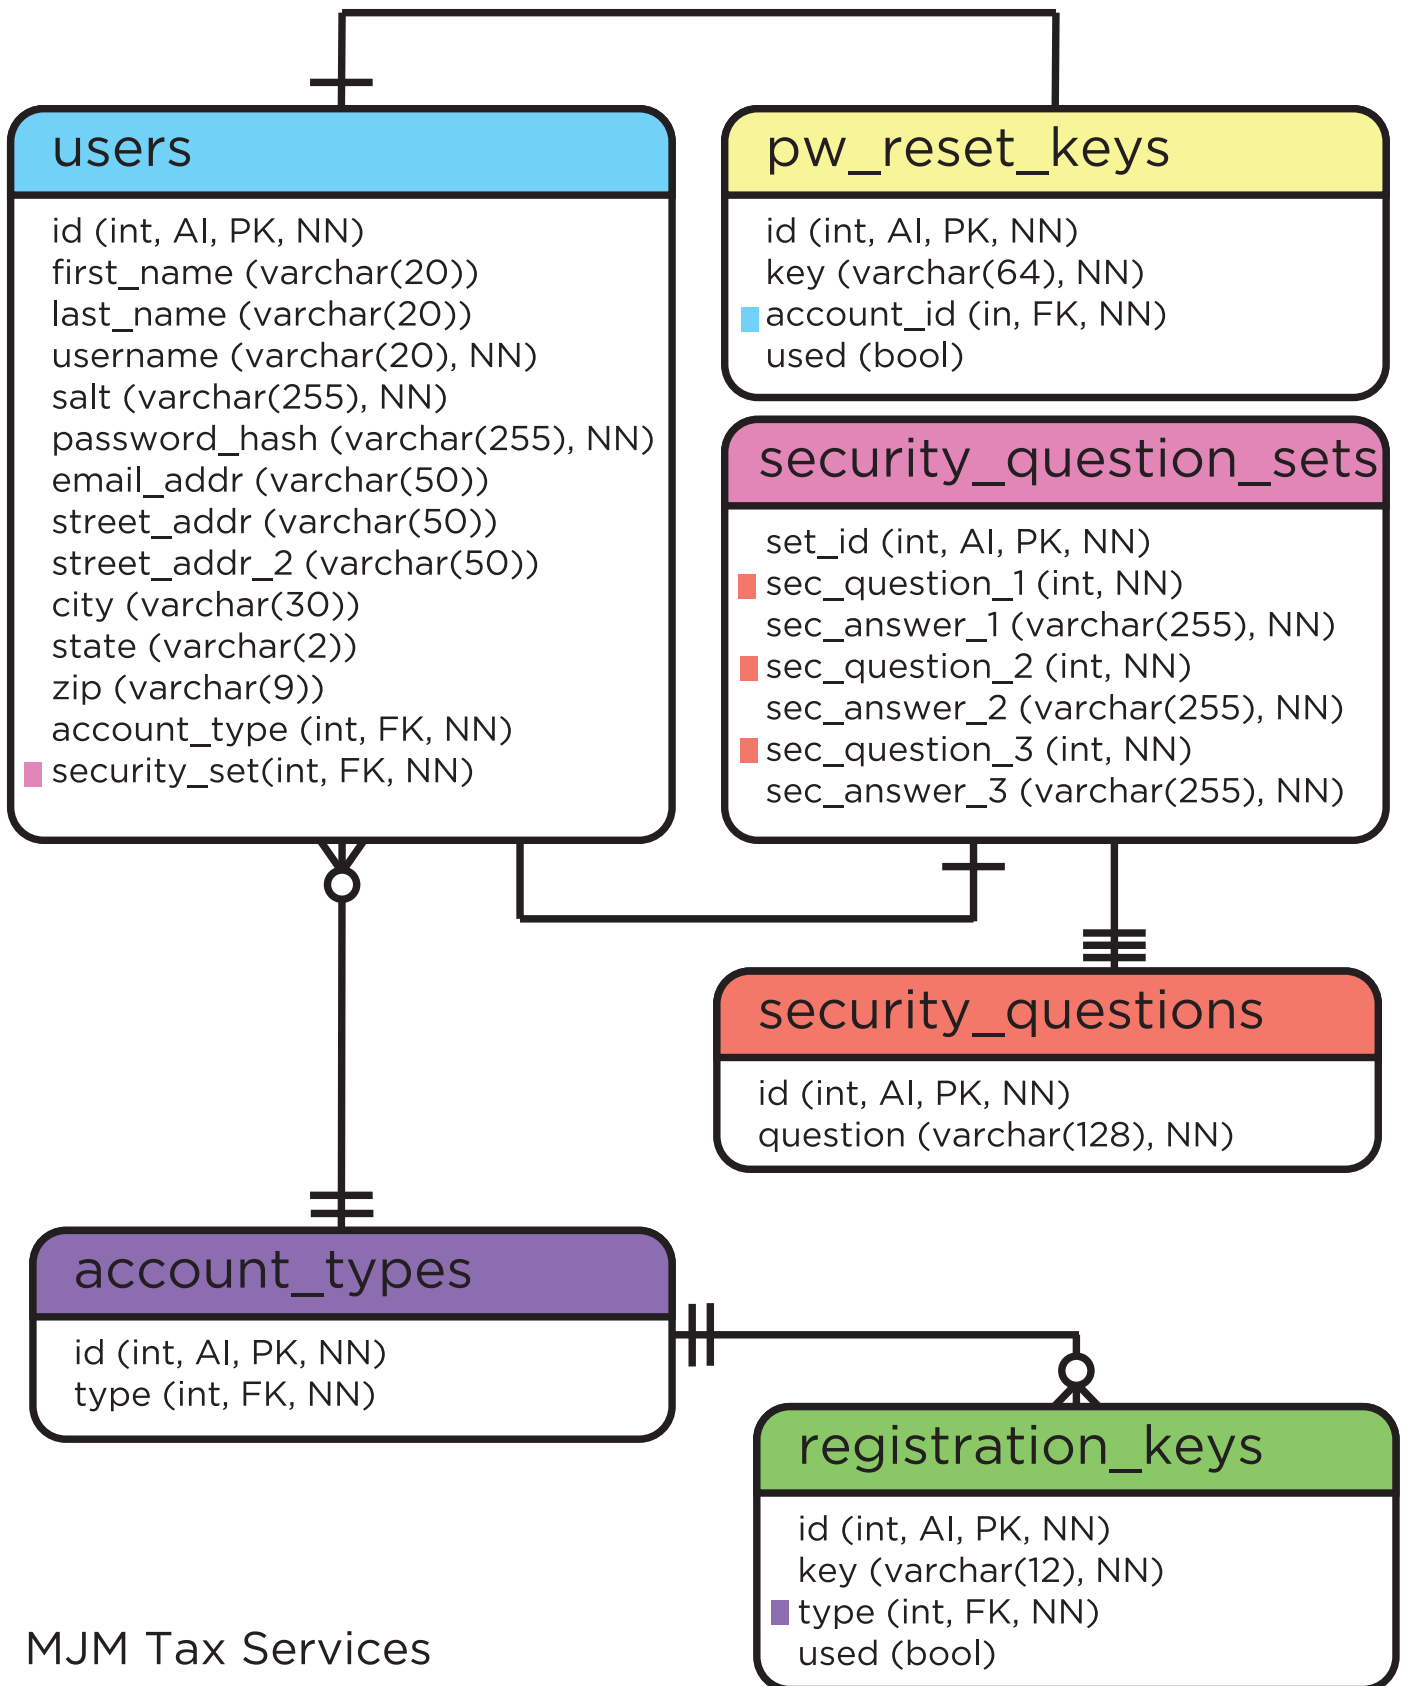 users
id (int, AI, PK, NN)
first_name (varchar(20))
last_name (varchar(20))
username (varchar(20), NN)
salt (varchar(255), NN)
password_hash (varchar(255), NN)
email_addr (varchar(50))
street_addr (varchar(50))
street_addr_2 (varchar(50))
city (varchar(30))
state (varchar(2))
zip (varchar(9))
account_type (int, FK, NN)
security_set(int, FK, NN)
pw_reset_keys
id (int, AI, PK, NN)
key (varchar(64), NN)
account_id (in, FK, NN)
used (bool)
security_question_sets
set_id (int, AI, PK, NN)
sec_question_1 (int, NN)
sec_answer_1 (varchar(255), NN)
sec_question_2 (int, NN)
sec_answer_2 (varchar(255), NN)
sec_question_3 (int, NN)
sec_answer_3 (varchar(255), NN)
security_questions
id (int, AI, PK, NN)
question (varchar(128), NN)
account_types
id (int, AI, PK, NN)
type (int, FK, NN)
registration_keys
id (int, AI, PK, NN)
key (varchar(12), NN)
type (int, FK, NN)
used (bool)
MJM Tax Services